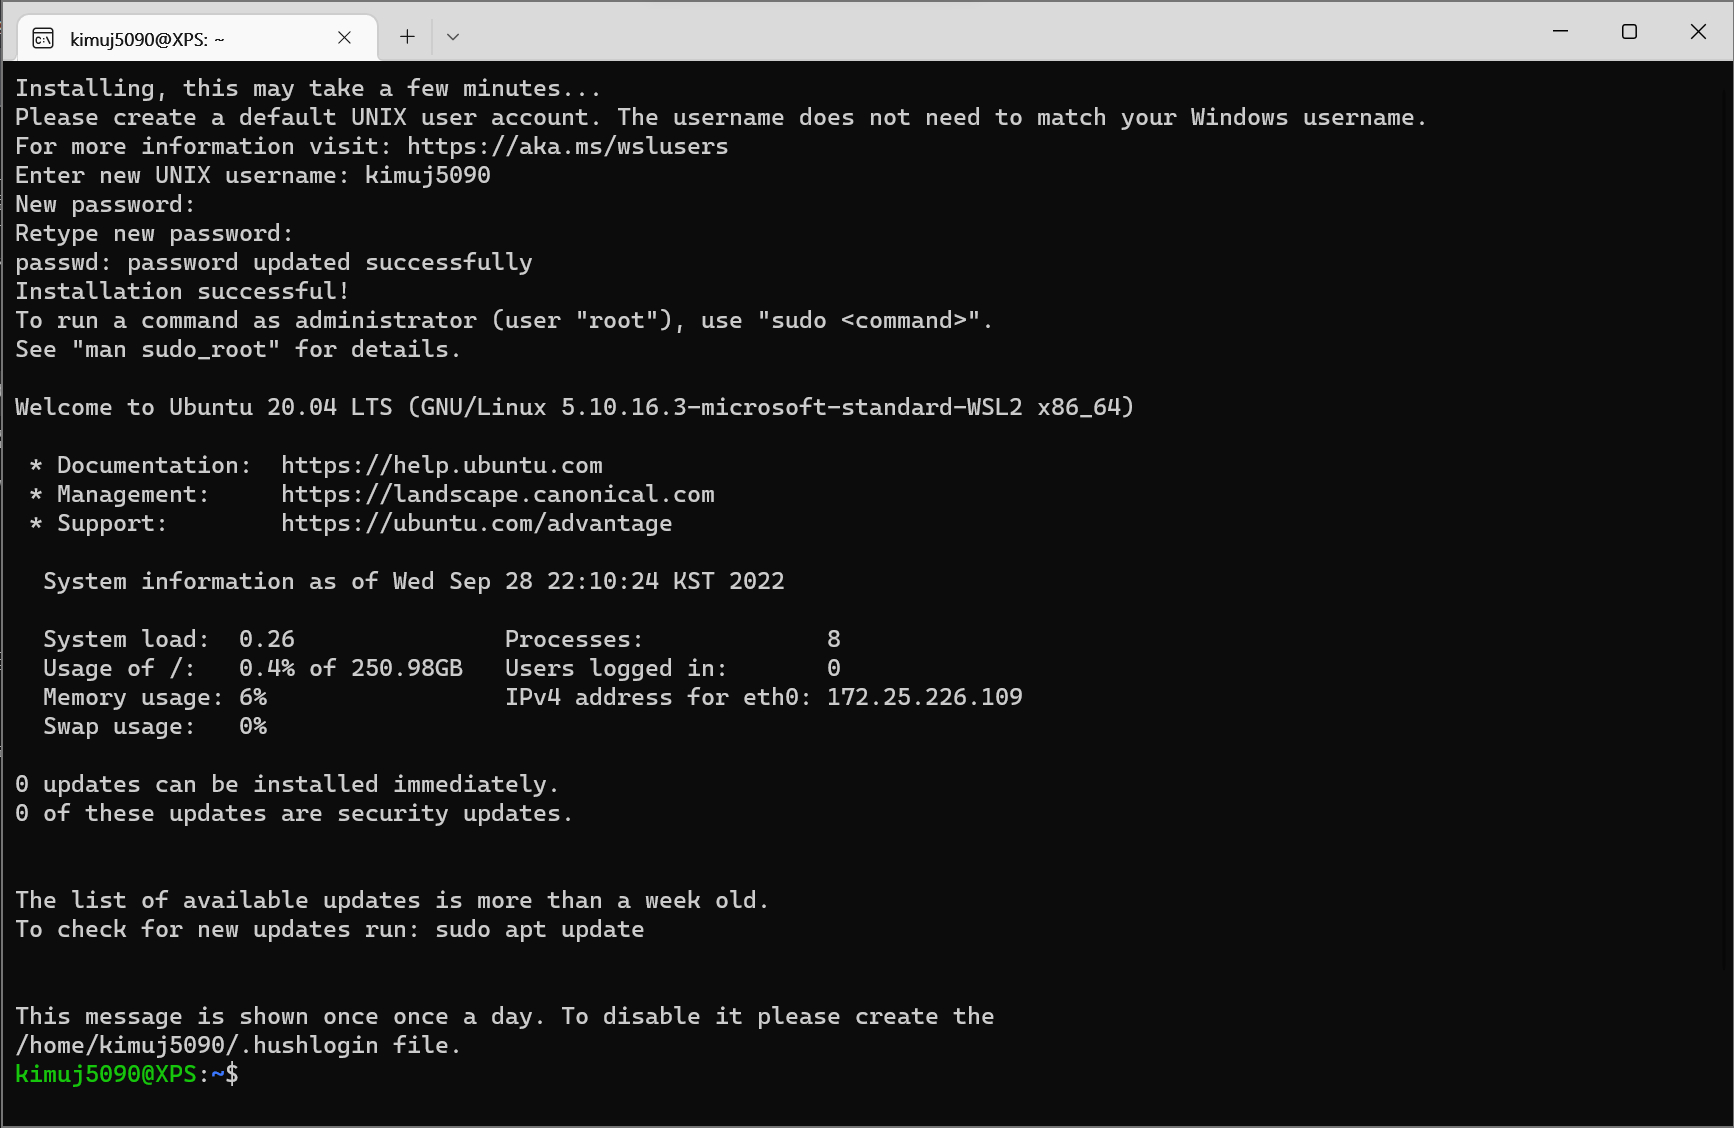 kimuj5090@XPS: ~
Installing, this may take a few minutes...
Please create a default UNIX user account. The username does not need to match your Windows username.
For more information visit: https://aka.ms/wslusers
Enter new UNIX username: kimuj5090
New password:
Retype new password:
passwd: password updated successfully
Installation successful!
To run a command as administrator (user "root"), use "sudo <command>".
See "man sudo_root" for details.
Welcome to Ubuntu 20.04 LTS (GNU/Linux 5.10.16.3-microsoft-standard-WSL2 x86_64)
* Documentation:  https://help.ubuntu.com
* Management:     https://landscape.canonical.com
* Support:        https://ubuntu.com/advantage
System information as of Wed Sep 28 22:10:24 KST 2022
System load:  0.26               Processes:             8
Usage of /:   0.4% of 250.98GB   Users logged in:       0
Memory usage: 6%                 IPv4 address for eth0: 172.25.226.109
Swap usage:   0%
0 updates can be installed immediately.
0 of these updates are security updates.
The list of available updates is more than a week old.
To check for new updates run: sudo apt update
This message is shown once once a day. To disable it please create the
/home/kimuj5090/.hushlogin file.
kimuj5090@XPS:~$